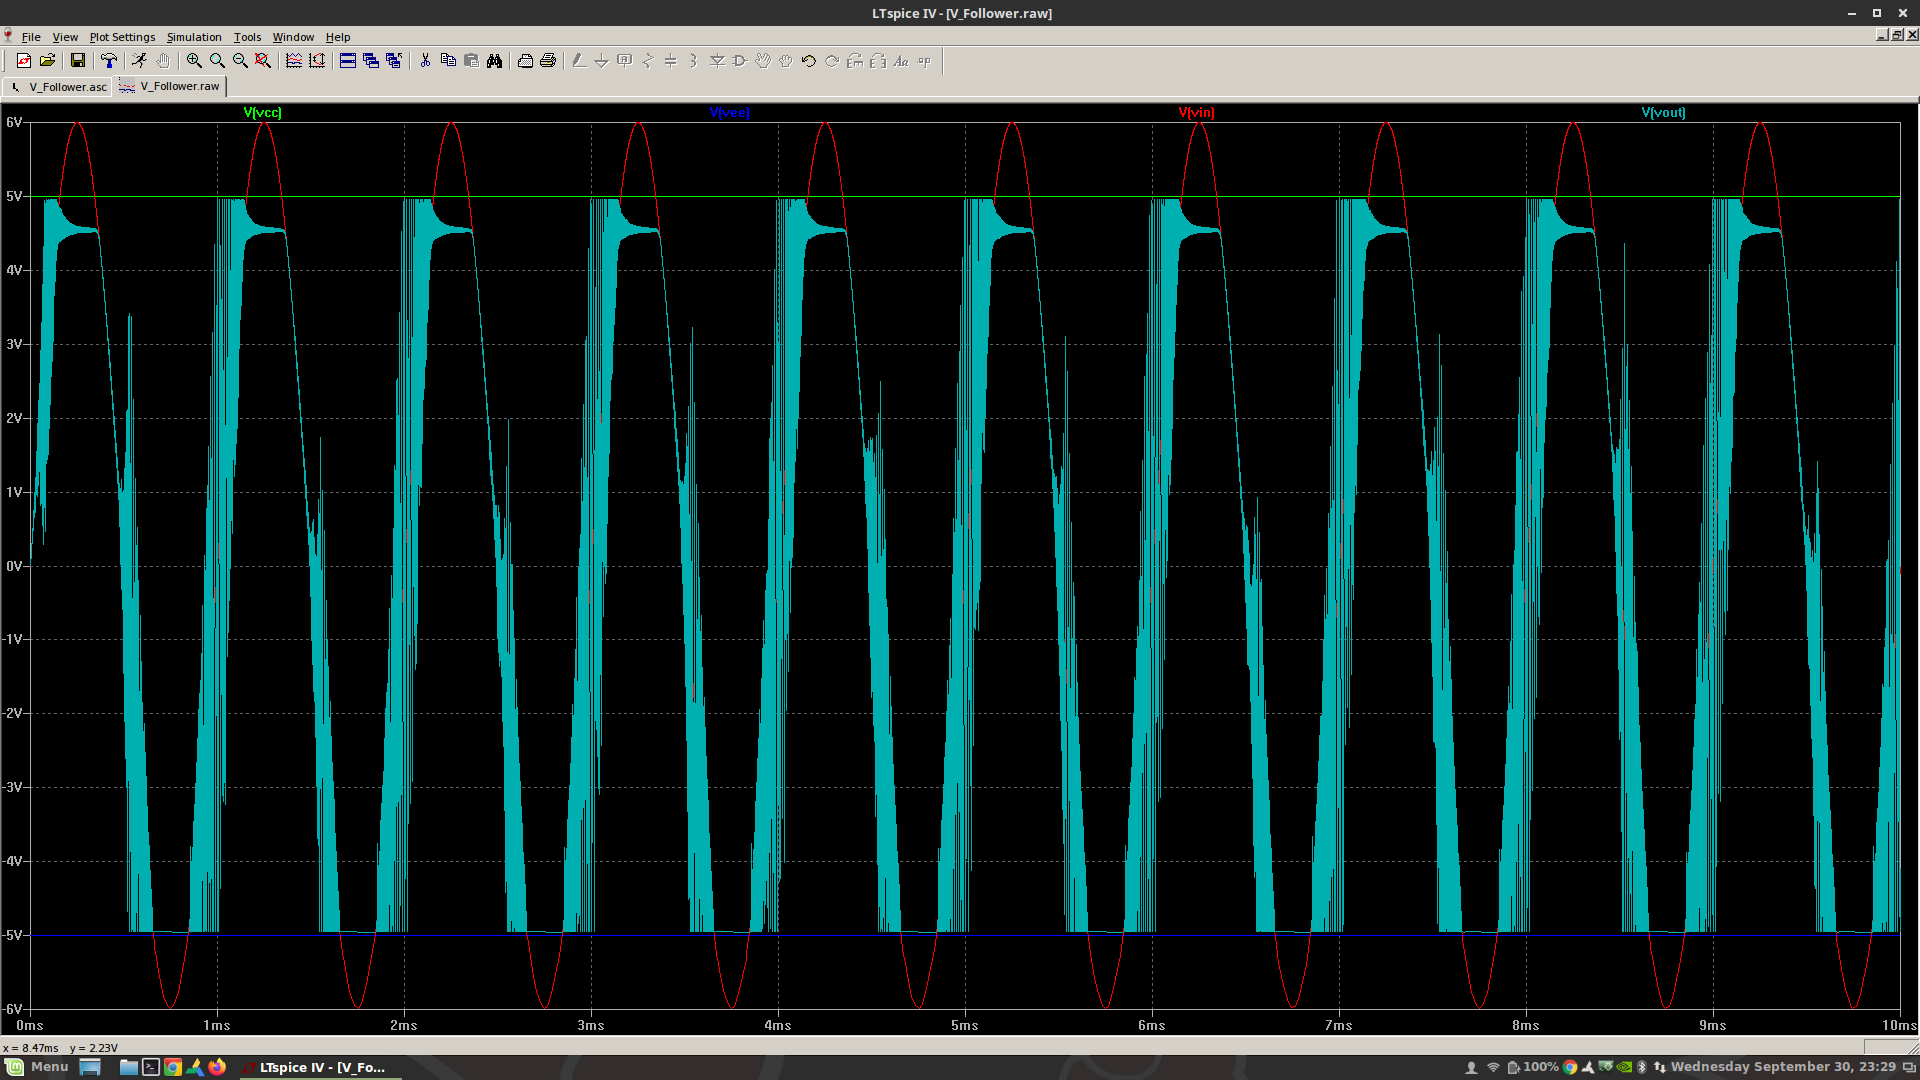 LTspice IV - [V_Follower.raw]
File View Plot Settings Simulation Tools Window Help
V_Follower.asc V_Follower.raw
V(vcc) V(vee) V(vin) V(vout)
6V
5V
4V
3V
2V
1V
0V
-1V
-2V
-3V
-4V
-5V
-6V
0ms 1ms 2ms 3ms 4ms 5ms 6ms 7ms 8ms 9ms 10ms
x = 8.47ms y = 2.23V
Menu LTspice IV - [V_Fo... 100% Wednesday September 30, 23:29